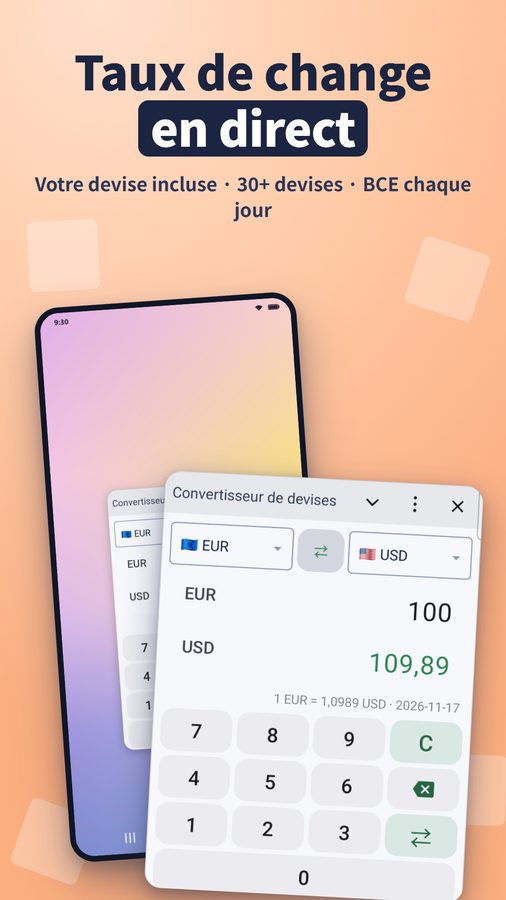 Taux de change
en direct
Votre devise incluse · 30+ devises · BCE chaque
jour
9:30
Convertisseur de devises
EUR
USD
EUR
100
USD
109,89
1 EUR = 1,0989 USD · 2026-11-17
7 8 9 C
4 5 6
1 2 3
0
EUR
EUR
USD
7
4
1